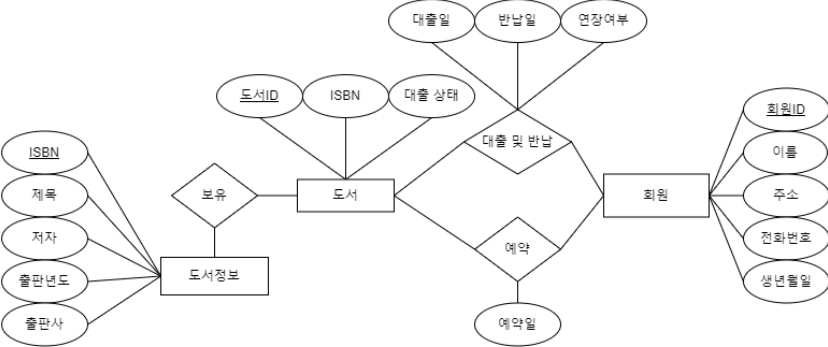 대출일
반납일
연장여부
도서ID
ISBN
대출 상태
회원ID
ISBN
대출 및 반납
이름
제목
보유
도서
회원
주소
저자
예약
전화번호
도서정보
출판년도
생년월일
출판사
예약일